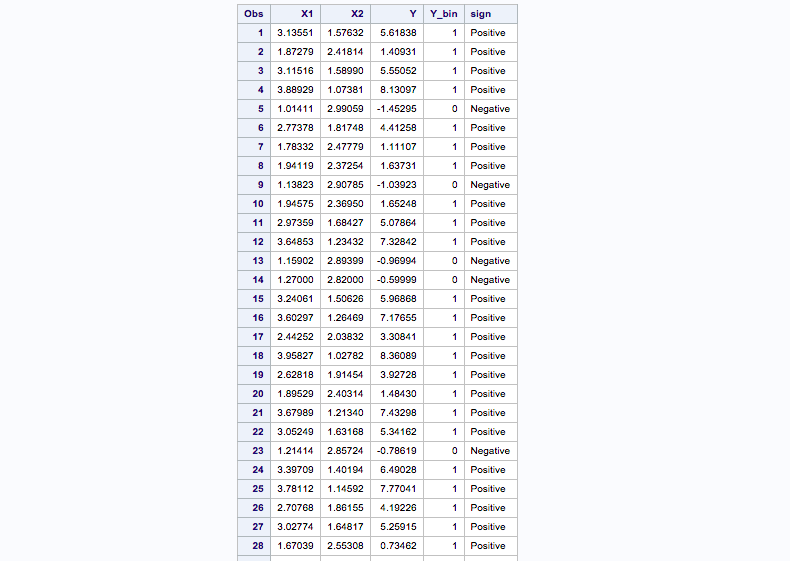 Obs X1 X2 Y Y_bin sign
1 3.13551 1.57632 5.61838 1 Positive
2 1.87279 2.41814 1.40931 1 Positive
3 3.11516 1.58990 5.55052 1 Positive
4 3.88929 1.07381 8.13097 1 Positive
5 1.01411 2.99059 -1.45295 0 Negative
6 2.77378 1.81748 4.41258 1 Positive
7 1.78332 2.47779 1.11107 1 Positive
8 1.94119 2.37254 1.63731 1 Positive
9 1.13823 2.90785 -1.03923 0 Negative
10 1.94575 2.36950 1.65248 1 Positive
11 2.97359 1.68427 5.07864 1 Positive
12 3.64853 1.23432 7.32842 1 Positive
13 1.15902 2.89399 -0.96994 0 Negative
14 1.27000 2.82000 -0.59999 0 Negative
15 3.24061 1.50626 5.96868 1 Positive
16 3.60297 1.26469 7.17655 1 Positive
17 2.44252 2.03832 3.30841 1 Positive
18 3.95827 1.02782 8.36089 1 Positive
19 2.62818 1.91454 3.92728 1 Positive
20 1.89529 2.40314 1.48430 1 Positive
21 3.67989 1.21340 7.43298 1 Positive
22 3.05249 1.63168 5.34162 1 Positive
23 1.21414 2.85724 -0.78619 0 Negative
24 3.39709 1.40194 6.49028 1 Positive
25 3.78112 1.14592 7.77041 1 Positive
26 2.70768 1.86155 4.19226 1 Positive
27 3.02774 1.64817 5.25915 1 Positive
28 1.67039 2.55308 0.73462 1 Positive